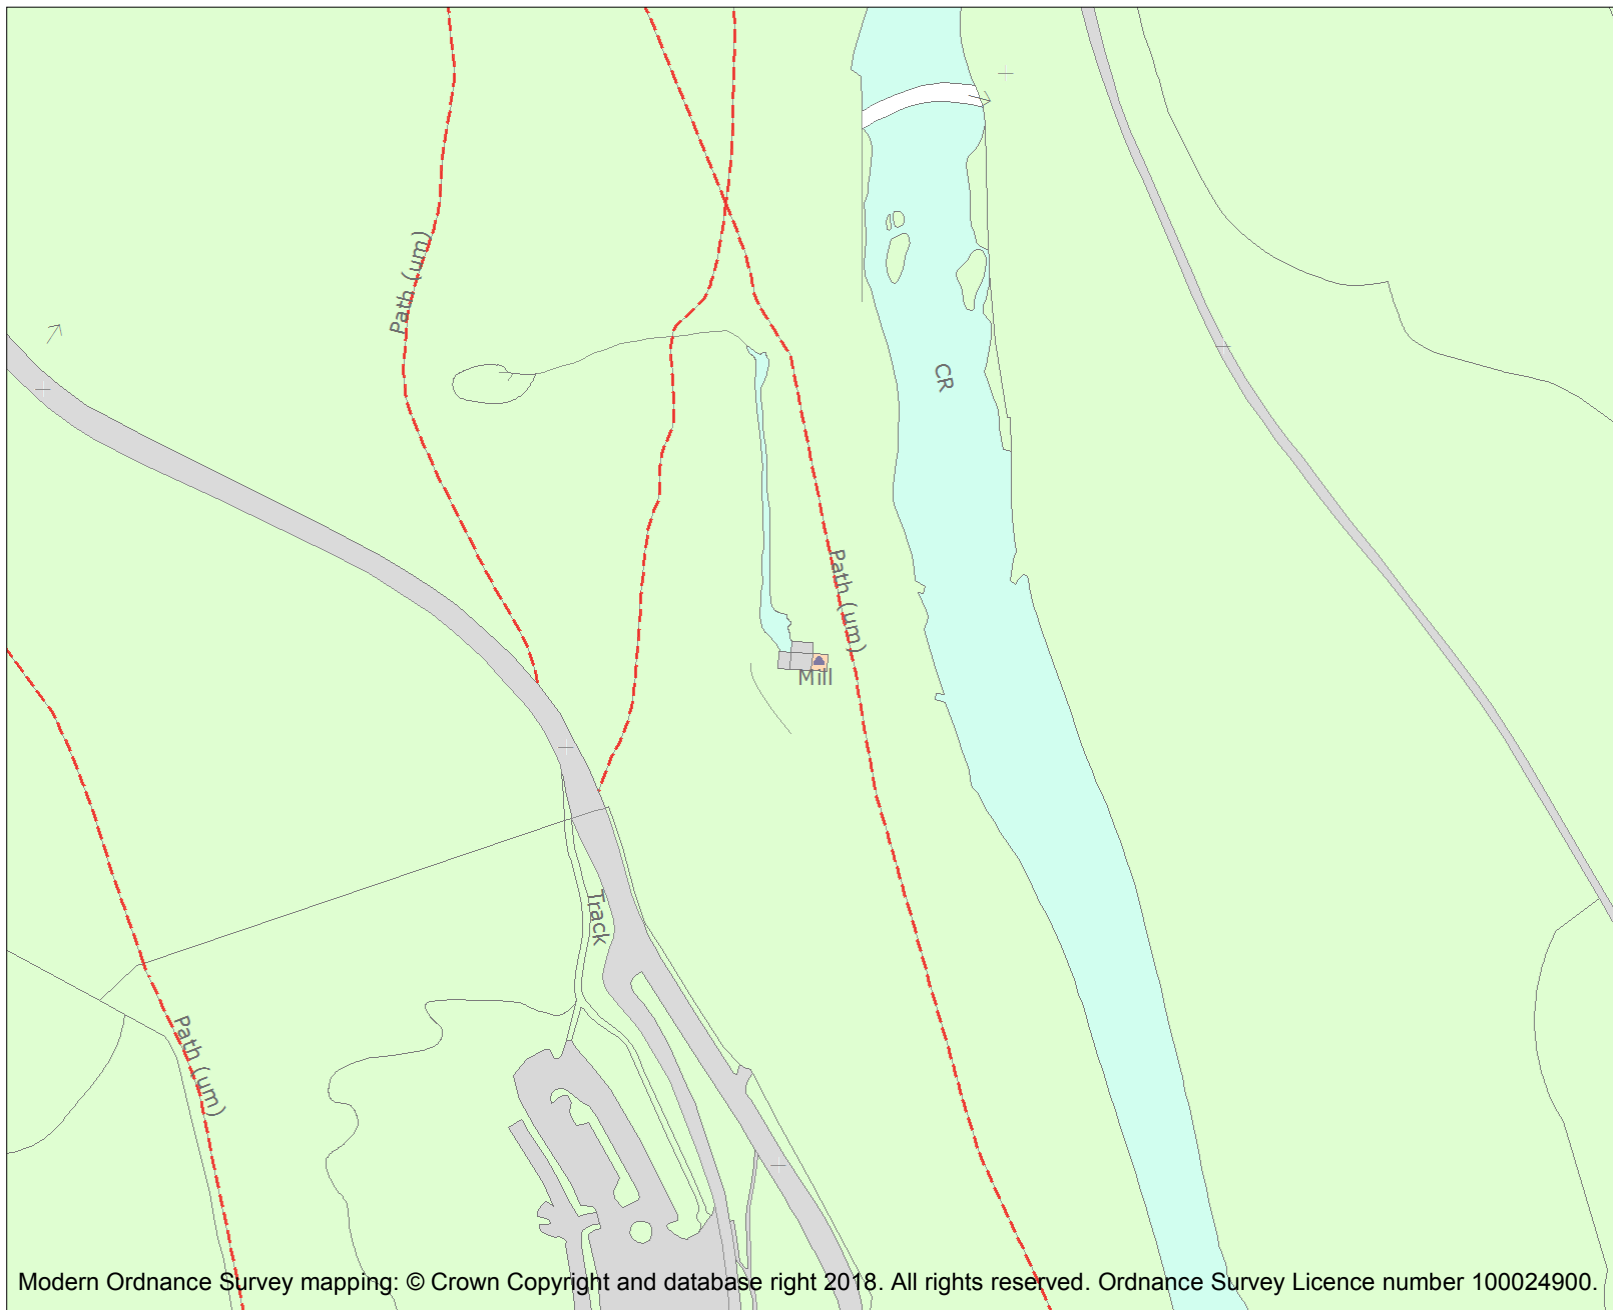 Path (um)
CR
Path (um)
Mill
Track
Path (um)
Modern Ordnance Survey mapping: © Crown Copyright and database right 2018. All rights reserved. Ordnance Survey Licence number 100024900.